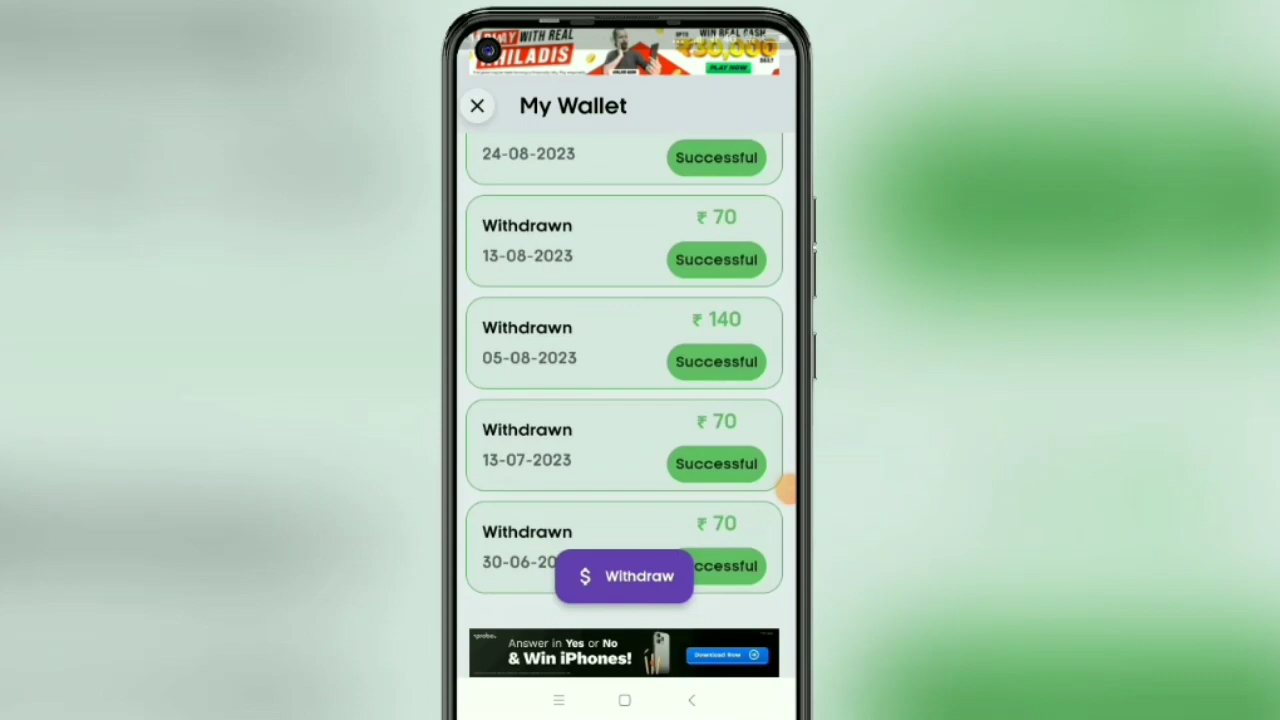 PLAY WITH REAL
KHILADIS
UPTO WIN REAL CASH
₹30,000
PLAY NOW
My Wallet
24-08-2023
Successful
Withdrawn
₹ 70
13-08-2023
Successful
Withdrawn
₹ 140
05-08-2023
Successful
Withdrawn
₹ 70
13-07-2023
Successful
Withdrawn
₹ 70
30-06-20
ccessful
$ Withdraw
Answer in Yes or No
& Win iPhones!
Download Now